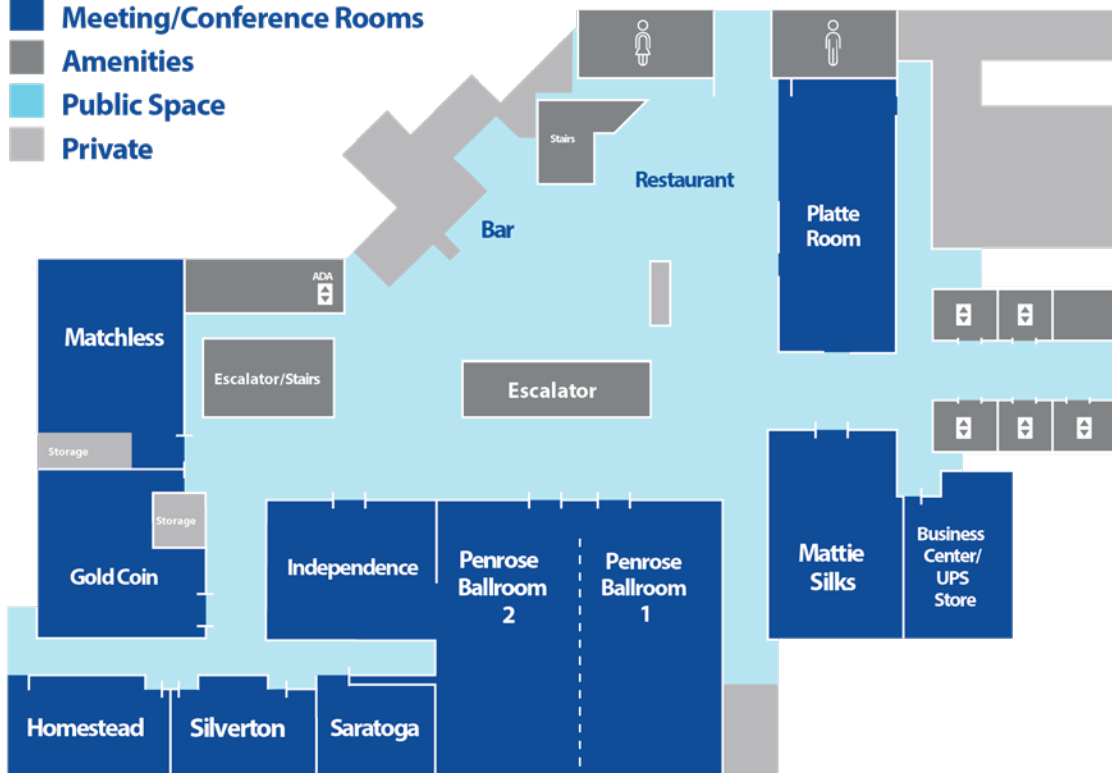 Meeting/Conference Rooms
Amenities
Public Space
Private
Stairs
Restaurant
Bar
Platte
Room
ADA
Matchless
Escalator/Stairs
Escalator
Storage
Storage
Gold Coin
Independence
Penrose
Ballroom
2
Penrose
Ballroom
1
Mattie
Silks
Business
Center/
UPS
Store
Homestead
Silverton
Saratoga